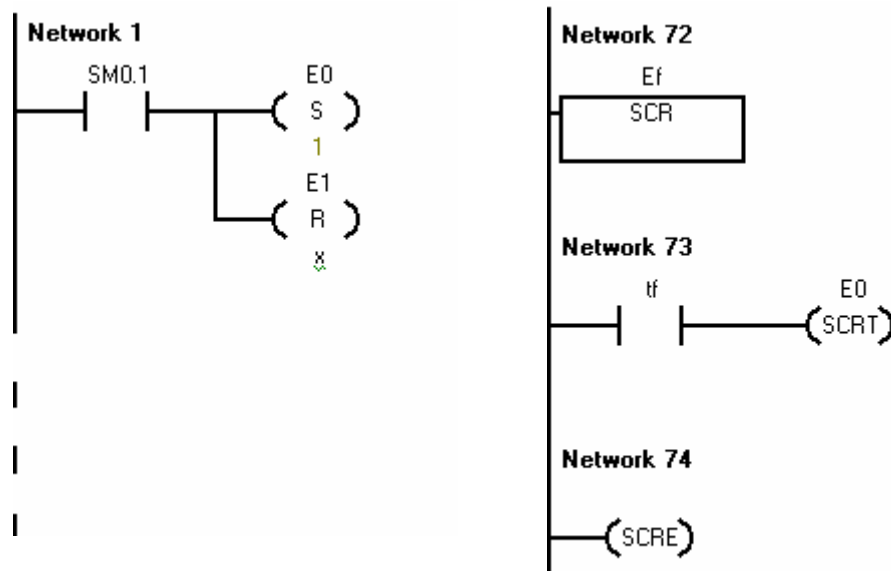 Network 1
SM0.1
E0
S
1
E1
R
x
Network 72
Ef
SCR
Network 73
tf
E0
SCRT
Network 74
SCRE